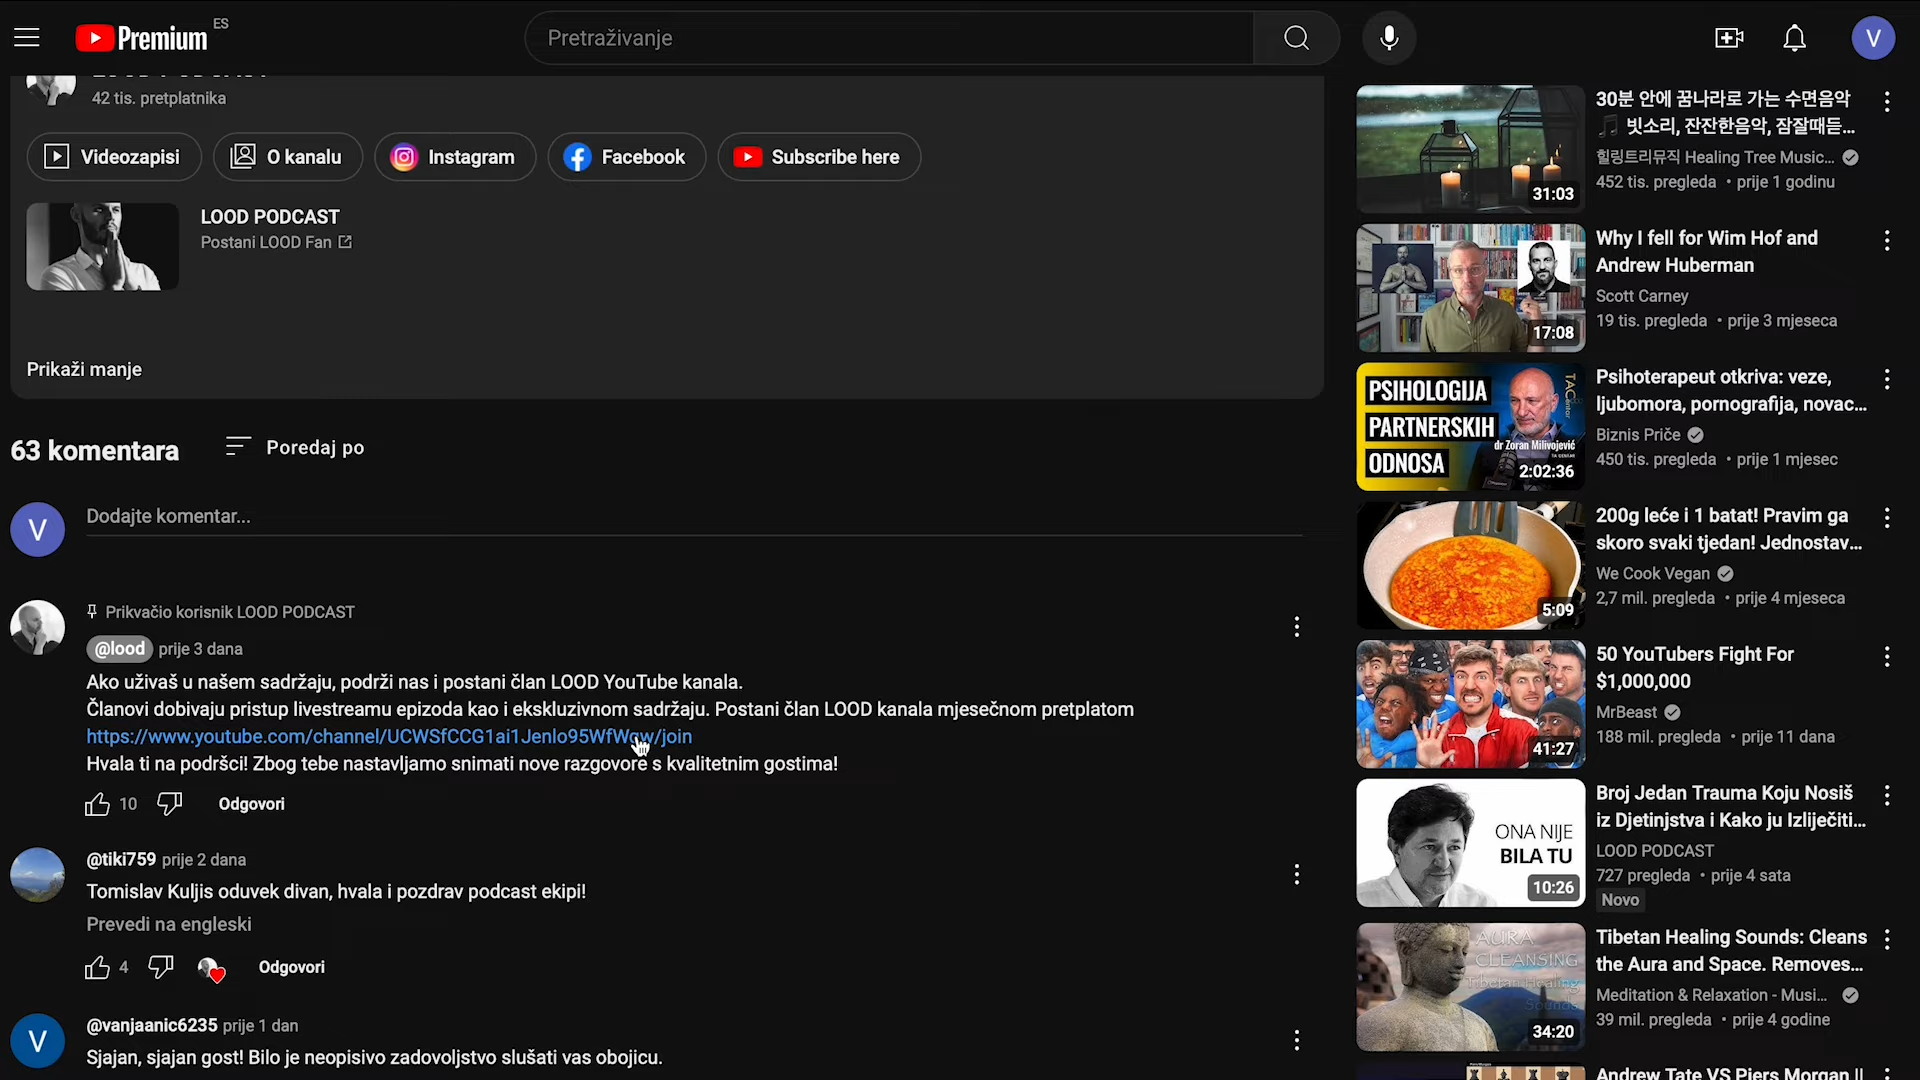 Premium ES
Pretraživanje
V
42 tis. pretplatnika
Videozapisi
O kanalu
Instagram
Facebook
Subscribe here
LOOD PODCAST
Postani LOOD Fan
Prikaži manje
63 komentara
Poredaj po
V
Dodajte komentar...
Prikvačio korisnik LOOD PODCAST
@lood prije 3 dana
Ako uživaš u našem sadržaju, podrži nas i postani član LOOD YouTube kanala.
Članovi dobivaju pristup livestreamu epizoda kao i ekskluzivnom sadržaju. Postani član LOOD kanala mjesečnom pretplatom
https://www.youtube.com/channel/UCWSfCCG1ai1Jenlo95WfWqw/join
Hvala ti na podršci! Zbog tebe nastavljamo snimati nove razgovore s kvalitetnim gostima!
10
Odgovori
@tiki759 prije 2 dana
Tomislav Kuljis oduvek divan, hvala i pozdrav podcast ekipi!
Prevedi na engleski
4
Odgovori
V
@vanjaanic6235 prije 1 dan
Sjajan, sjajan gost! Bilo je neopisivo zadovoljstvo slušati vas obojicu.
31:03
30분 안에 꿈나라로 가는 수면음악
🎵 빗소리, 잔잔한음악, 잠잘때듣...
힐링트리뮤직 Healing Tree Music...
452 tis. pregleda • prije 1 godinu
17:08
Why I fell for Wim Hof and
Andrew Huberman
Scott Carney
19 tis. pregleda • prije 3 mjeseca
PSIHOLOGIJA
PARTNERSKIH
ODNOSA
dr Zoran Milivojević
2:02:36
Psihoterapeut otkriva: veze,
ljubomora, pornografija, novac...
Biznis Priče
450 tis. pregleda • prije 1 mjesec
5:09
200g leće i 1 batat! Pravim ga
skoro svaki tjedan! Jednostav...
We Cook Vegan
2,7 mil. pregleda • prije 4 mjeseca
41:27
50 YouTubers Fight For
$1,000,000
MrBeast
188 mil. pregleda • prije 11 dana
ONA NIJE
BILA TU
10:26
Broj Jedan Trauma Koju Nosiš
iz Djetinjstva i Kako ju Izliječiti...
LOOD PODCAST
727 pregleda • prije 4 sata
Novo
AURA
CLEANSING
Tibetan Healing
Sounds
34:20
Tibetan Healing Sounds: Cleans
the Aura and Space. Removes...
Meditation & Relaxation - Musi...
39 mil. pregleda • prije 4 godine
Andrew Tate VS Piers Morgan ||